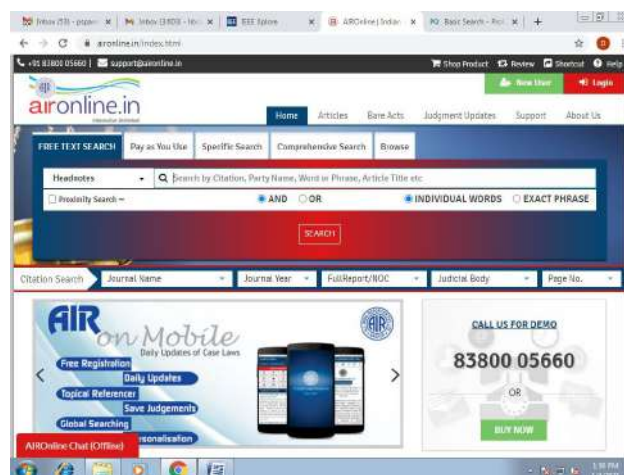 Inbox
IEEE Xplore
AIROnline | Indian
Basic Search - Pro
aironline.in/index.html
+91 83800 05660 | support@aironline.in
Shop Product Review Shortcut Help
New User Login
aironline.in
Home Articles Bare Acts Judgment Updates Support About Us
FREE TEXT SEARCH Pay as You Use Specific Search Comprehensive Search Browse
Headnotes Search by Citation, Party Name, Word or Phrase, Article Title etc
Proximity Search AND OR INDIVIDUAL WORDS EXACT PHRASE
SEARCH
Citation Search Journal Name Journal Year FullReport/NOC Judicial Body Page No.
AIR
on Mobile
Daily Updates of Case Laws
AIR
Free Registration
Daily Updates
Topical Referencer
Save Judgements
Global Searching
CALL US FOR DEMO
83800 05660
OR
BUY NOW
AIROnline Chat (Offline)
3:30 PM